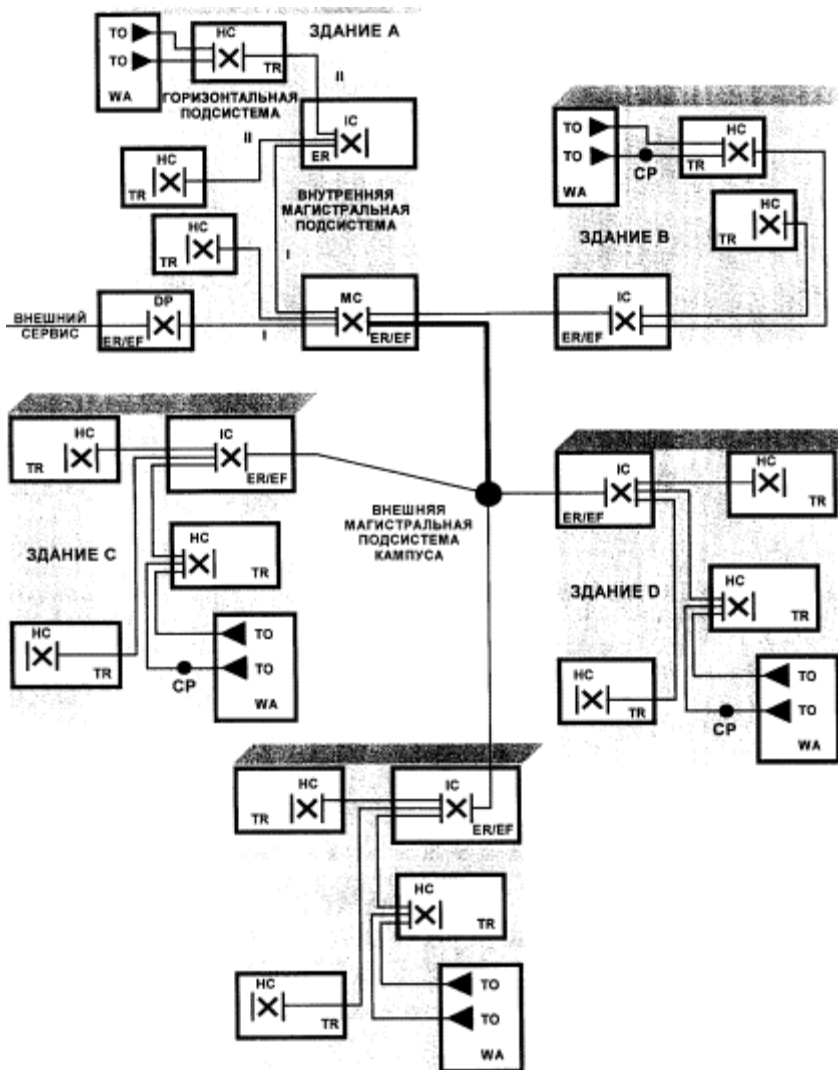 ЗДАНИЕ А
TO
TO
WA
HC
TR
II
ГОРИЗОНТАЛЬНАЯ
ПОДСИСТЕМА
IC
ER
II
HC
TR
ВНУТРЕННЯЯ
МАГИСТРАЛЬНАЯ
ПОДСИСТЕМА
HC
TR
I
ВНЕШНИЙ
СЕРВИС
DP
ER/EF
I
MC
ER/EF
TO
TO
WA
CP
HC
TR
HC
TR
ЗДАНИЕ В
IC
ER/EF
HC
TR
IC
ER/EF
ЗДАНИЕ С
HC
TR
HC
TR
CP
TO
TO
WA
ВНЕШНЯЯ
МАГИСТРАЛЬНАЯ
ПОДСИСТЕМА
КАМПУСА
IC
ER/EF
HC
TR
ЗДАНИЕ D
HC
TR
HC
TR
CP
TO
TO
WA
HC
TR
IC
ER/EF
HC
TR
HC
TR
TO
TO
WA